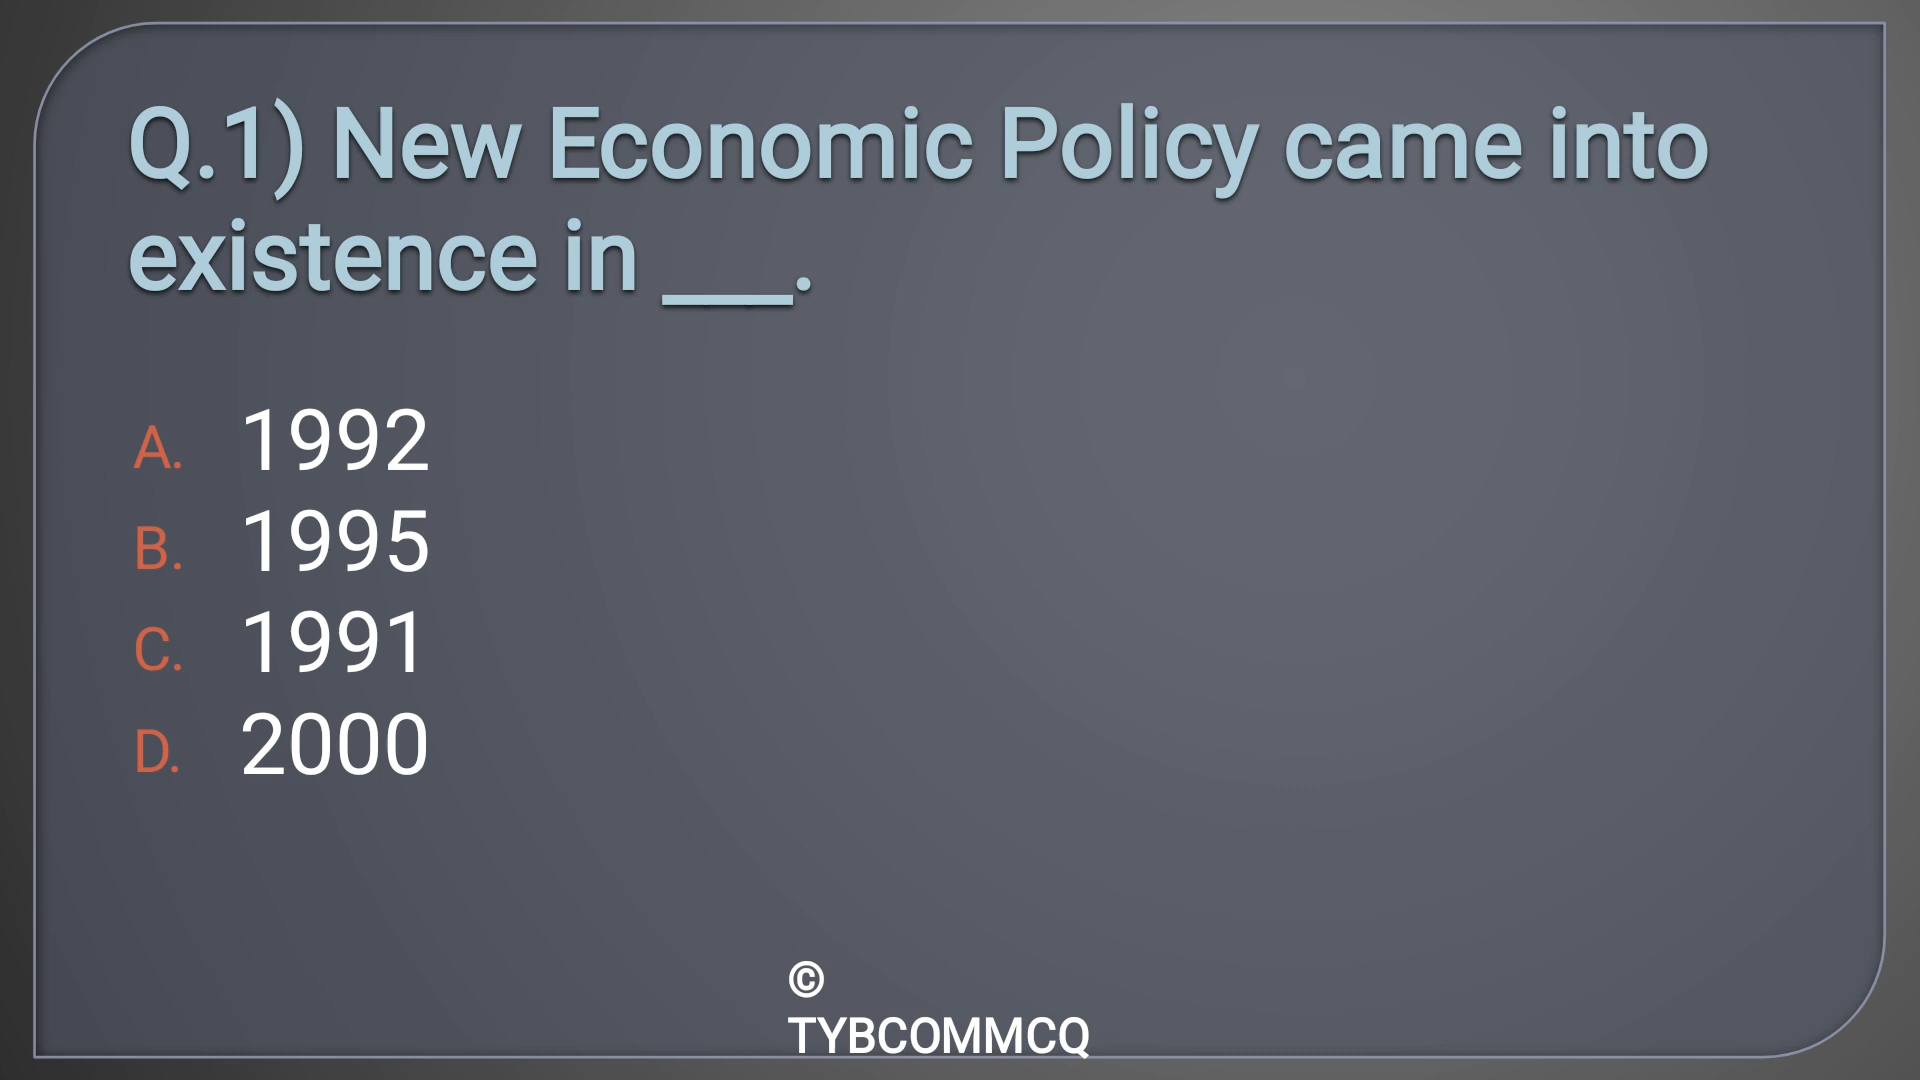 Q.1) New Economic Policy came into
existence in ___.
A. 1992
B. 1995
C. 1991
D. 2000
©
TYBCOMMCQ